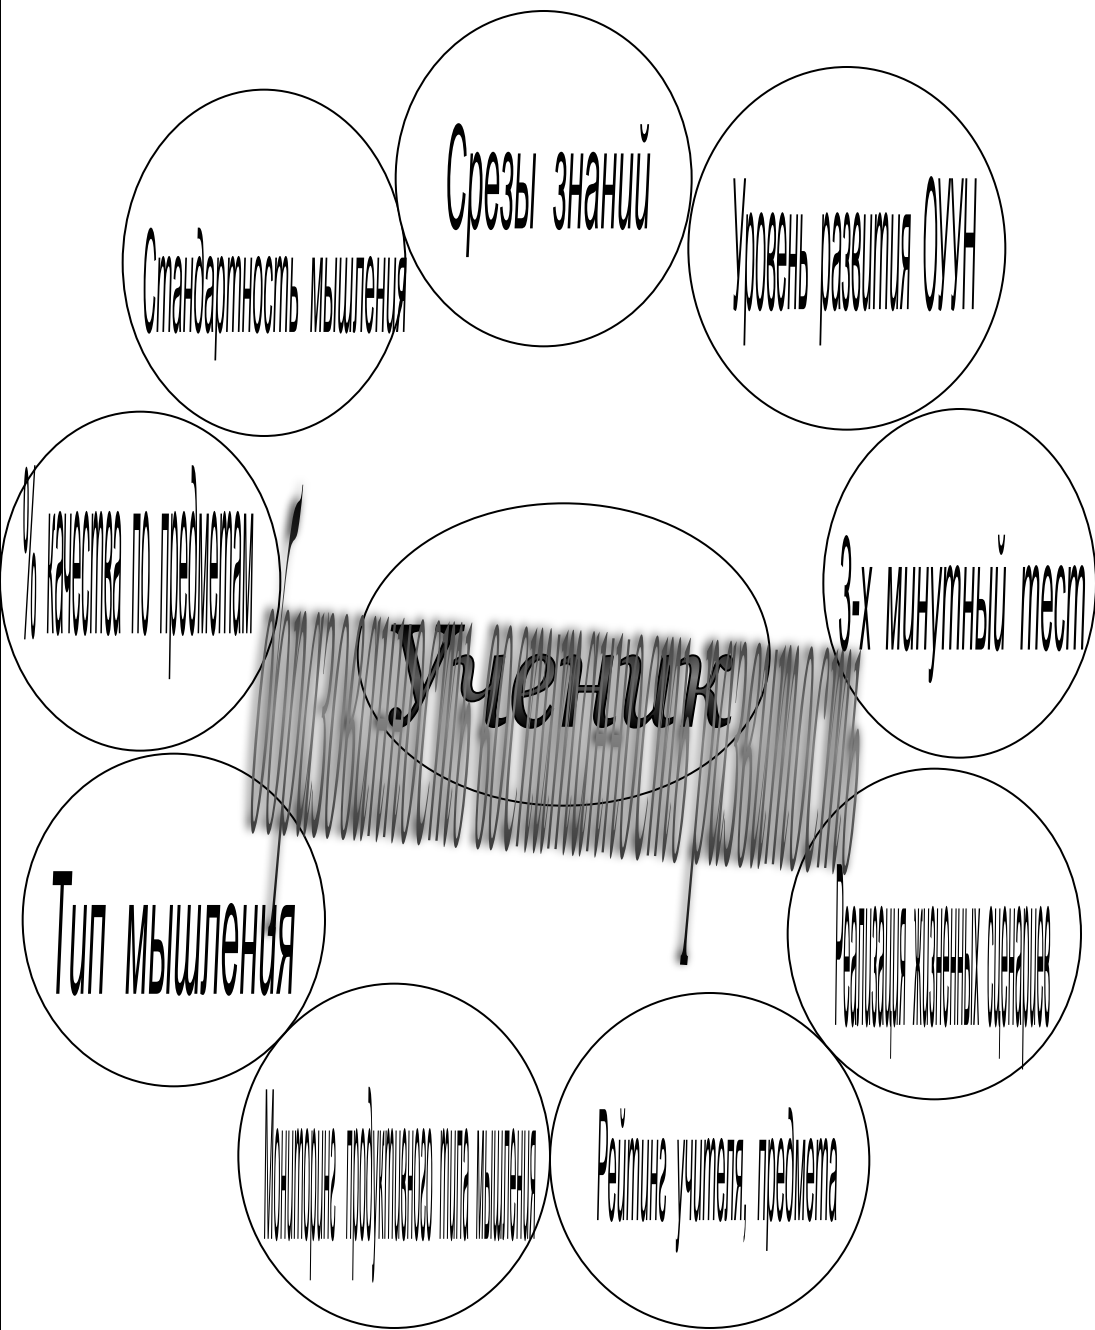 Срезы знаний
Уровень развития ОУУН
Стандартность мышления
% качества по предметам
3-х минутный тест
Ученик
Тип мышления
Реализация жизненных сценариев
Мониторинг продуктивного типа мышления
Рейтинг учителя, предмета